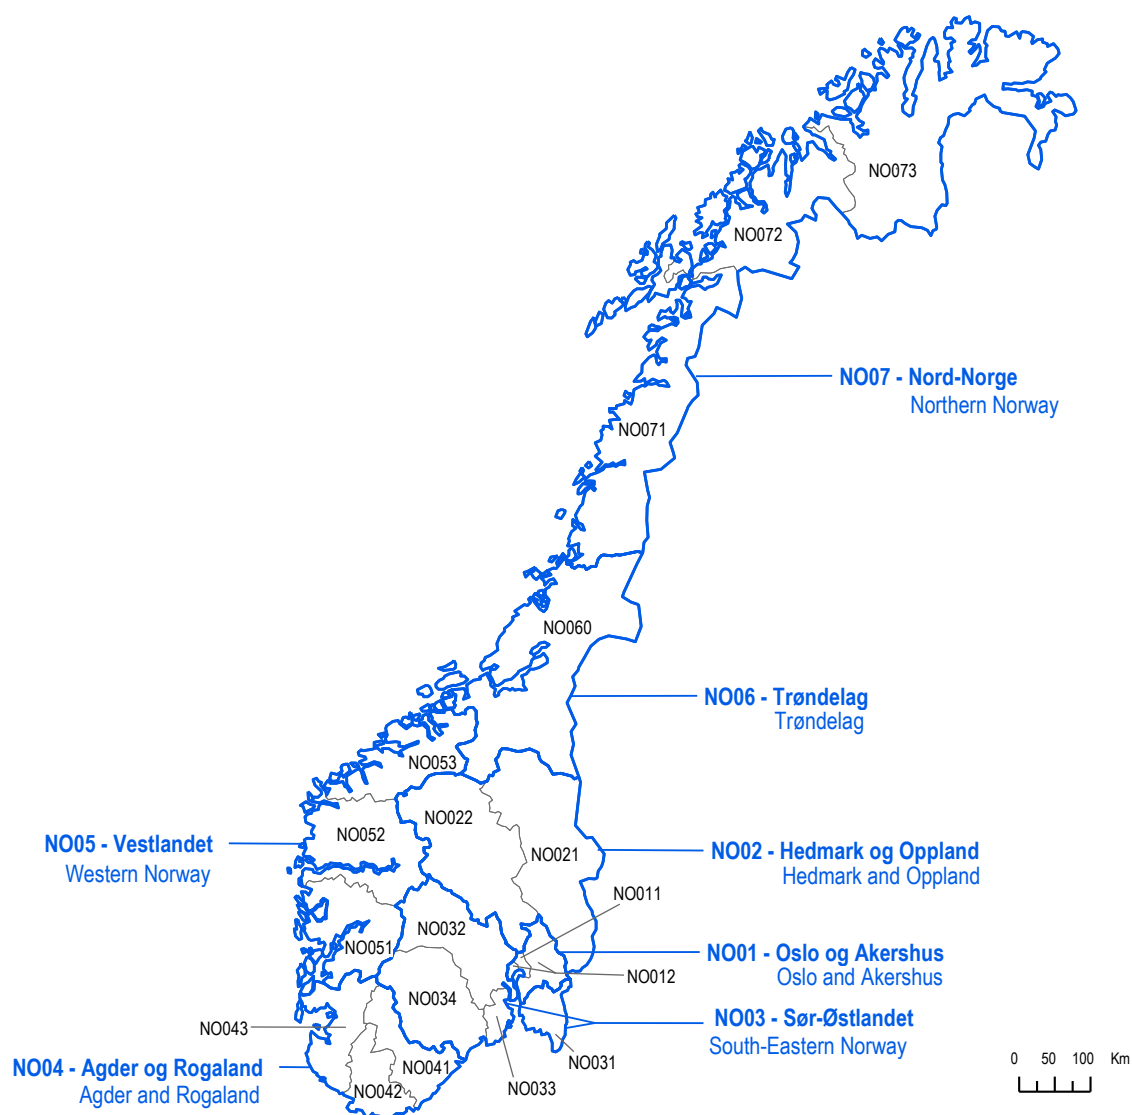 NO073
NO072
NO07 - Nord-Norge
Northern Norway
NO071
NO060
NO06 - Trøndelag
Trøndelag
NO053
NO022
NO052
NO05 - Vestlandet
Western Norway
NO021
NO02 - Hedmark og Oppland
Hedmark and Oppland
NO011
NO032
NO051
NO01 - Oslo og Akershus
Oslo and Akershus
NO012
NO034
NO03 - Sør-Østlandet
South-Eastern Norway
NO043
NO031
NO04 - Agder og Rogaland
Agder and Rogaland
NO041
NO042
NO033
0 50 100 Km